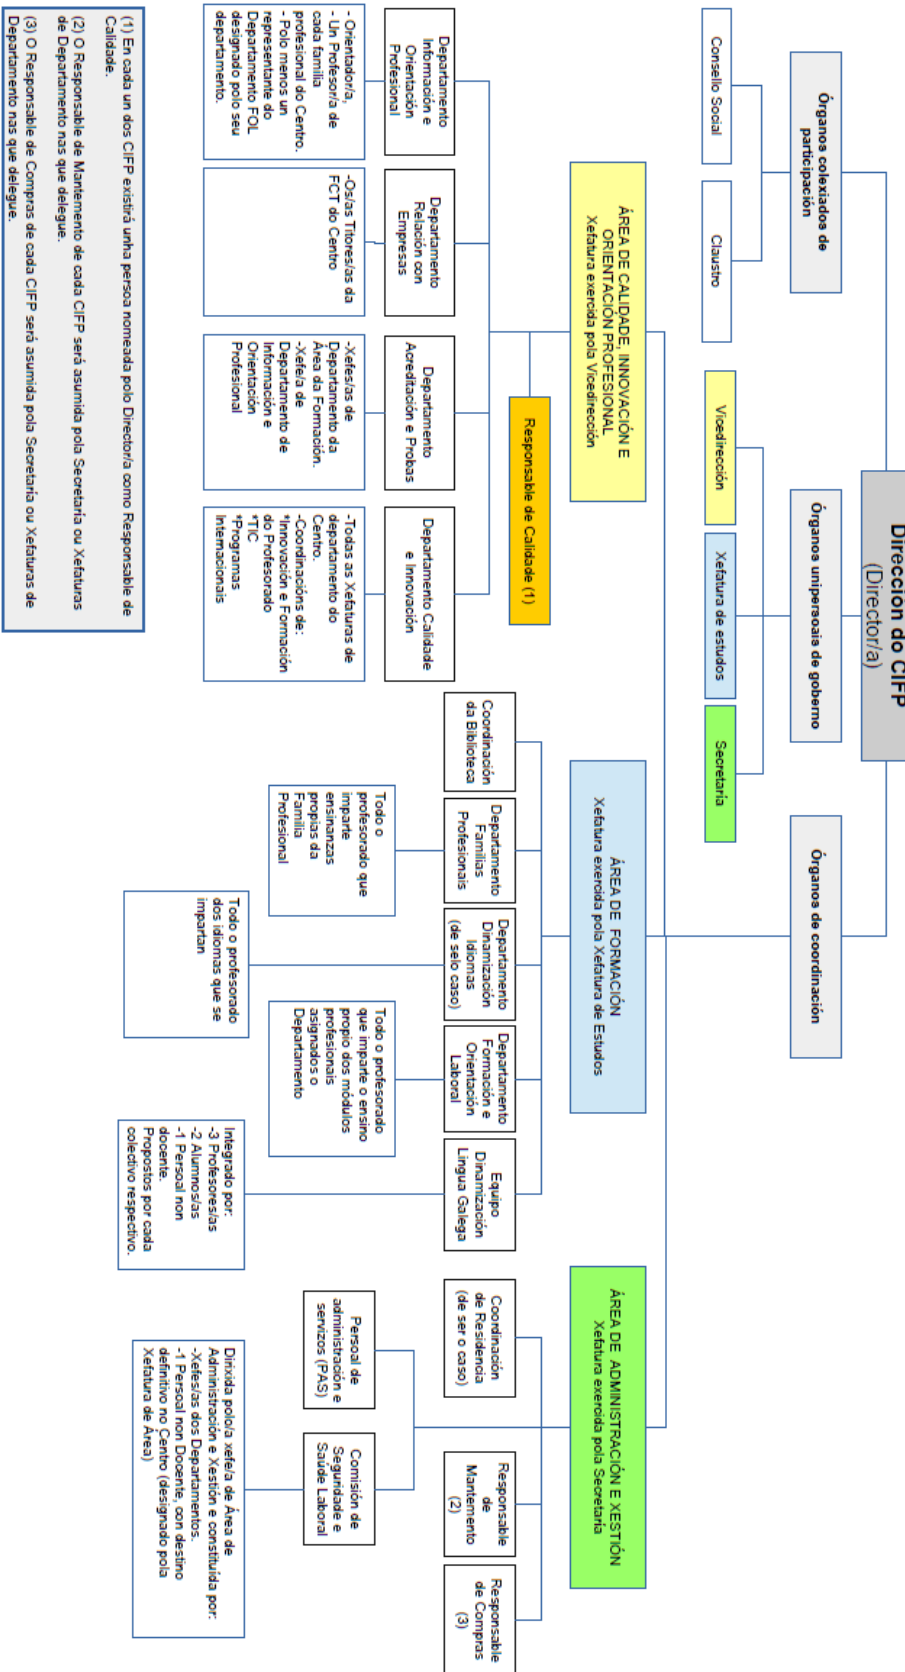 Dirección do CIFP
(Director/a)
Órganos colexiados de
participación
Órganos unipersoais de goberno
Órganos de coordinación
Consello Social
Claustro
Vicedirección
Xefatura de estudos
Secretaría
ÁREA DE CALIDADE, INNOVACIÓN E
ORIENTACIÓN PROFESIONAL
Xefatura exercida pola Vicedirección
ÁREA DE FORMACIÓN
Xefatura exercida pola Xefatura de Estudos
ÁREA DE ADMINISTRACIÓN E XESTIÓN
Xefatura exercida pola Secretaría
Responsable de Calidade (1)
Departamento
Información e
Orientación
Profesional
Departamento
Relación con
Empresas
Departamento
Acreditación e Probas
Departamento Calidade
e Innovación
Coordinación
da Biblioteca
Departamento
Familias
Profesionais
Departamento
Dinamización
Idiomas
(de selo caso)
Departamento
Formación e
Orientación
Laboral
Equipo
Dinamización
Lingua Galega
Coordinación
de Residencia
(de ser o caso)
Responsable
de
Mantemento
(2)
Responsable
de Compras
(3)
- Orientador/a,
- Un Profesor/a de
cada familia
profesional do Centro.
- Polo menos un
representante do
Departamento FOL
designado polo seu
departamento.
-Os/as Titores/as da
FCT do Centro
-Xefes/as de
Departamento da
Área da Formación.
-Xefe/a de
Departamento de
Información e
Orientación
Profesional
-Todas as Xefaturas de
departamento do
Centro.
-Coordinacións de:
*Innovación e Formación
do Profesorado
*TIC
*Programas
Internacionais
Todo o
profesorado que
imparte
ensinanzas
propias da
Familia
Profesional
Todo o profesorado
dos idiomas que se
impartan
Todo o profesorado
que imparte o ensino
propio dos módulos
profesionais
asignados o
Departamento
Integrado por:
-3 Profesores/as
-2 Alumnos/as
-1 Persoal non
docente.
Propostos por cada
colectivo respectivo.
Persoal de
administración e
servizos (PAS)
Comisión de
Seguridade e
Saúde Laboral
Dirixida polo/a xefe/a de Área de
Administración e Xestión e constituída por:
-Xefes/as dos Departamentos.
-1 Persoal non Docente, con destino
definitivo no Centro (designado pola
Xefatura de Área)
(1) En cada un dos CIFP existirá unha persoa nomeada polo Director/a como Responsable de
Calidade.
(2) O Responsable de Mantemento de cada CIFP será asumida pola Secretaría ou Xefaturas
de Departamento nas que delegue.
(3) O Responsable de Compras de cada CIFP será asumida pola Secretaría ou Xefaturas de
Departamento nas que delegue.